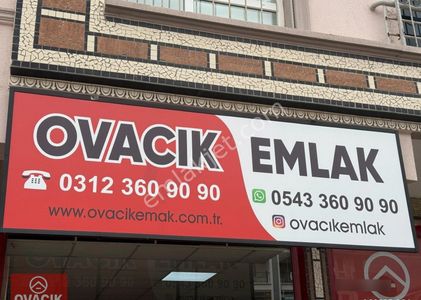 OVACIK EMLAK
0312 360 90 90
0543 360 90 90
www.ovacikemak.com.tr.
ovacıkemlak
emlakjet.com
OVACIK